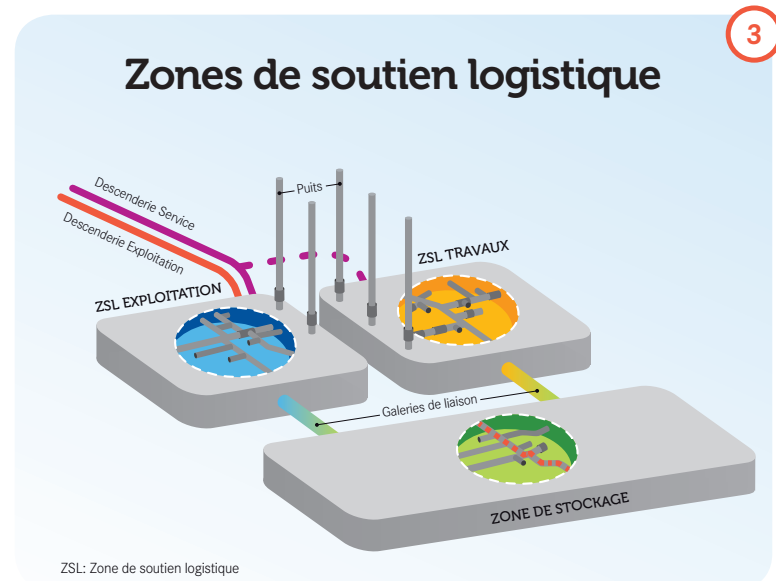 3
Zones de soutien logistique
Descenderie Service
Puits
Descenderie Exploitation
ZSL TRAVAUX
ZSL EXPLOITATION
Galeries de liaison
ZONE DE STOCKAGE
ZSL: Zone de soutien logistique